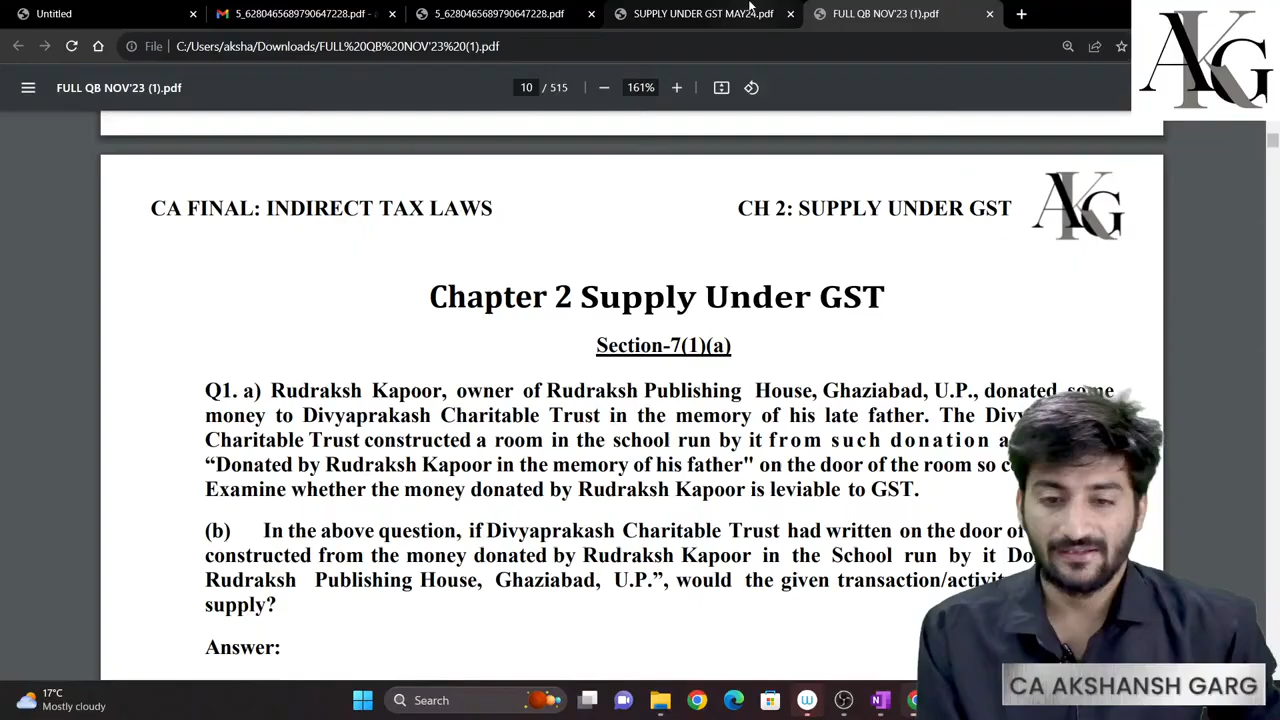 Untitled
5_6280465689790647228.pdf - a
5_6280465689790647228.pdf
SUPPLY UNDER GST MAY24.pdf
FULL QB NOV'23 (1).pdf
File
C:/Users/aksha/Downloads/FULL%20QB%20NOV'23%20(1).pdf
AKG
FULL QB NOV'23 (1).pdf
10 / 515
161%
CA FINAL: INDIRECT TAX LAWS
CH 2: SUPPLY UNDER GST
AKG
Chapter 2 Supply Under GST
Section-7(1)(a)
Q1. a) Rudraksh Kapoor, owner of Rudraksh Publishing House, Ghaziabad, U.P., donated some
money to Divyaprakash Charitable Trust in the memory of his late father. The
Charitable Trust constructed a room in the school run by it from such donation
“Donated by Rudraksh Kapoor in the memory of his father" on the door of the room so
Examine whether the money donated by Rudraksh Kapoor is leviable to GST.
(b) In the above question, if Divyaprakash Charitable Trust had written on the door of
constructed from the money donated by Rudraksh Kapoor in the School run by it
Rudraksh Publishing House, Ghaziabad, U.P.”, would the given
supply?
Answer:
CA AKSHANSH GARG
17°C
Mostly cloudy
Search